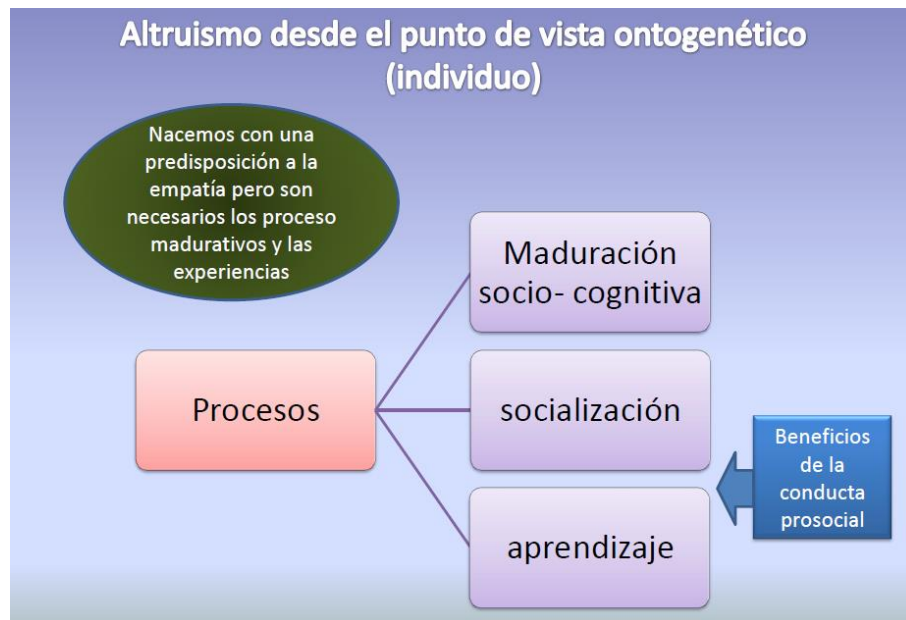 Altruismo desde el punto de vista ontogenético
(individuo)
Nacemos con una
predisposición a la
empatía pero son
necesarios los proceso
madurativos y las
experiencias
Maduración
socio- cognitiva
Procesos
socialización
Beneficios
de la
conducta
prosocial
aprendizaje